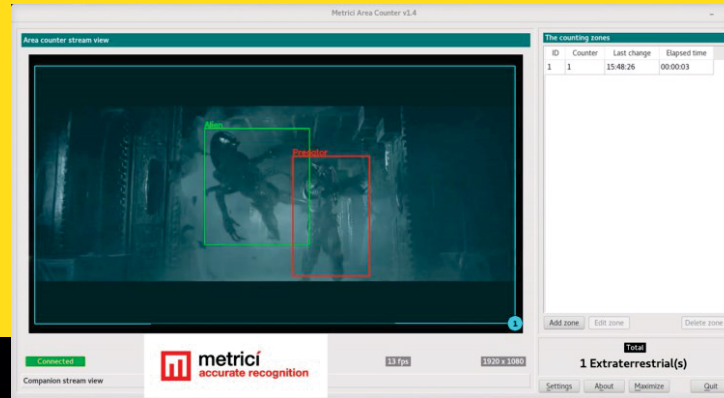 Metrici Area Counter v1.4
Area counter stream view
Alien
Predator
1
Connected
metrici
accurate recognition
13 fps
1920 x 1080
Companion stream view
The counting zones
ID Counter Last change Elapsed time
1 1 15:48:26 00:00:03
Add zone Edit zone Delete zone
Total
1 Extraterrestrial(s)
Settings About Maximize Quit